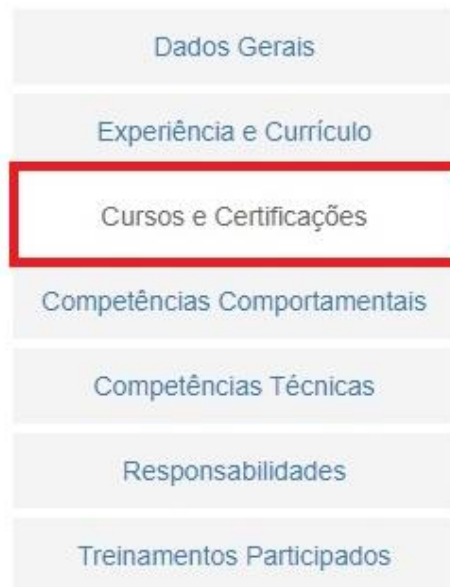 Dados Gerais
Experiência e Currículo
Cursos e Certificações
Competências Comportamentais
Competências Técnicas
Responsabilidades
Treinamentos Participados